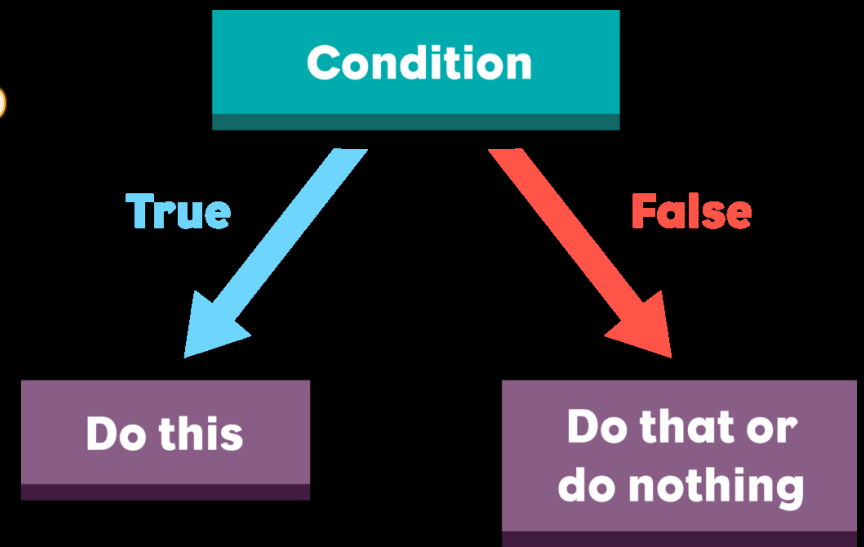 Condition
True
False
Do this
Do that or
do nothing